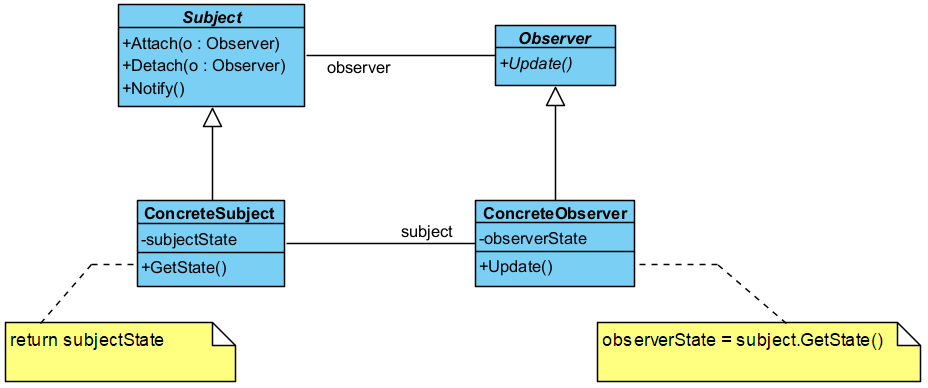 Subject
+Attach(o : Observer)
+Detach(o : Observer)
+Notify()
observer
Observer
+Update()
ConcreteSubject
-subjectState
+GetState()
subject
ConcreteObserver
-observerState
+Update()
return subjectState
observerState = subject.GetState()